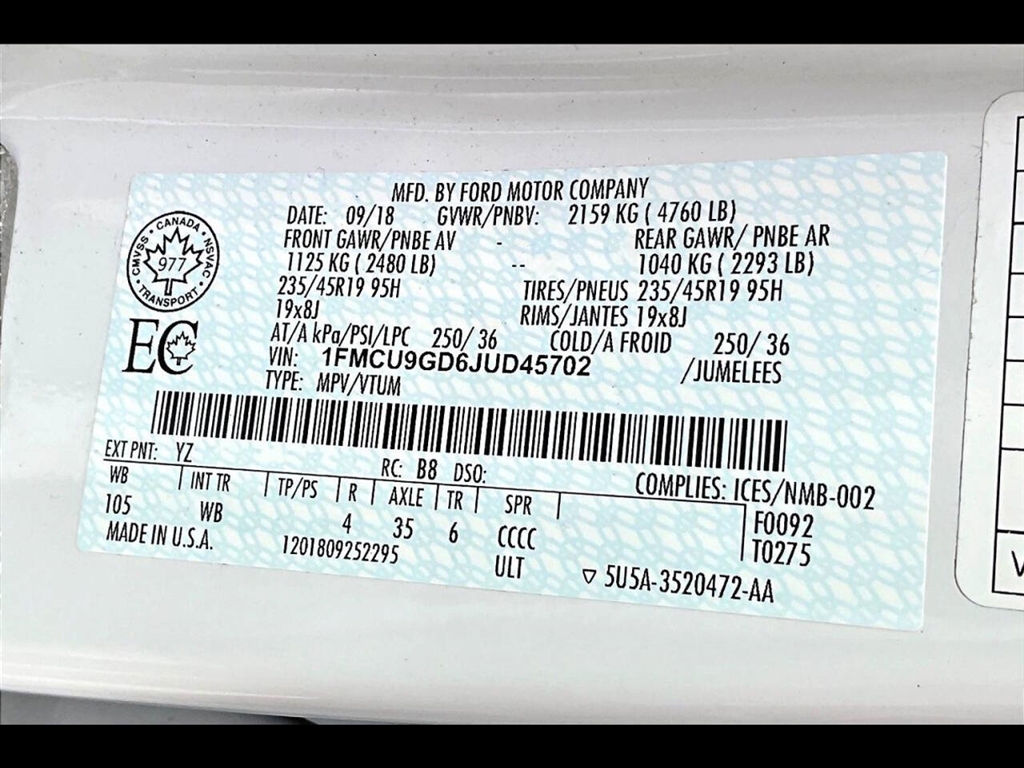 MFD. BY FORD MOTOR COMPANY
DATE: 09/18 GVWR/PNBV: 2159 KG ( 4760 LB)
FRONT GAWR/PNBE AV - REAR GAWR/ PNBE AR
1125 KG ( 2480 LB) -- 1040 KG ( 2293 LB)
235/45R19 95H TIRES/PNEUS 235/45R19 95H
19x8J RIMS/JANTES 19x8J
AT/A kPa/PSI/LPC 250/ 36 COLD/A FROID 250/ 36
VIN: 1FMCU9GD6JUD45702 /JUMELEES
TYPE: MPV/VTUM
CANADA
CMVSS NSVAC
977
TRANSPORT
EC
EXT PNT: YZ RC: B8 DSO: COMPLIES: ICES/NMB-002
WB INT TR TP/PS R AXLE TR SPR F0092
105 WB 4 35 6 CCCC T0275
MADE IN U.S.A. 1201809252295 ULT ▽ 5U5A-3520472-AA
V